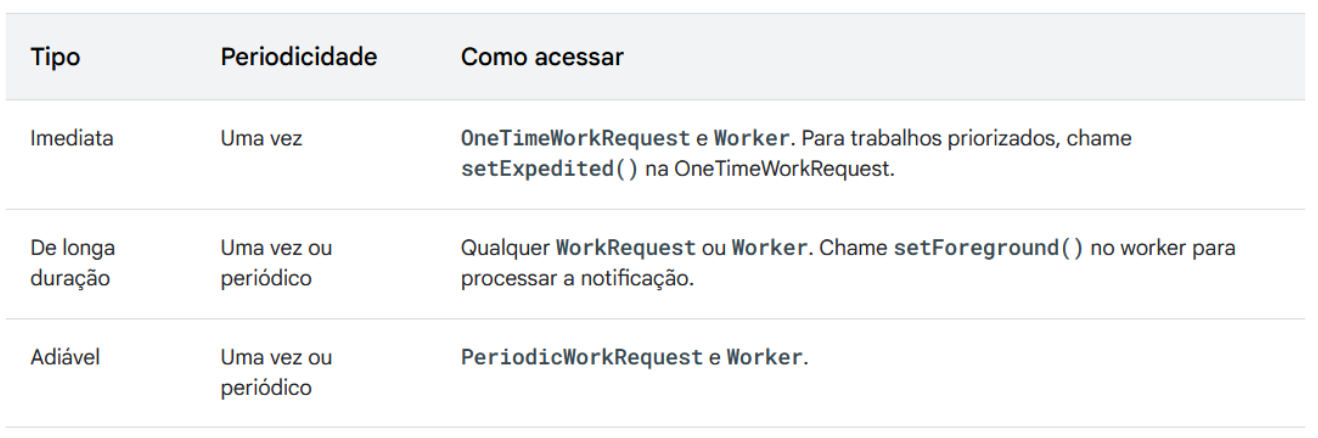 Tipo Periodicidade Como acessar
Imediata Uma vez OneTimeWorkRequest e Worker. Para trabalhos priorizados, chame
setExpedited() na OneTimeWorkRequest.
De longa Uma vez ou Qualquer WorkRequest ou Worker. Chame setForeground() no worker para
duração periódico processar a notificação.
Adiável Uma vez ou PeriodicWorkRequest e Worker.
periódico